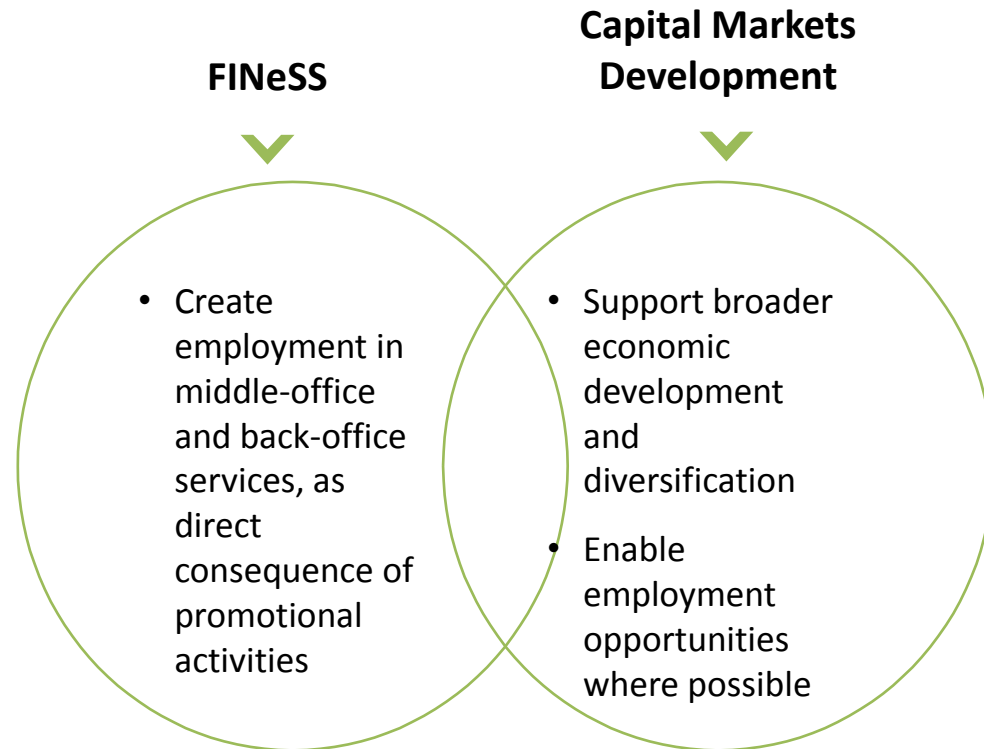 FINeSS
Capital Markets
Development
• Create
employment in
middle-office
and back-office
services, as
direct
consequence of
promotional
activities
• Support broader
economic
development
and
diversification
• Enable
employment
opportunities
where possible